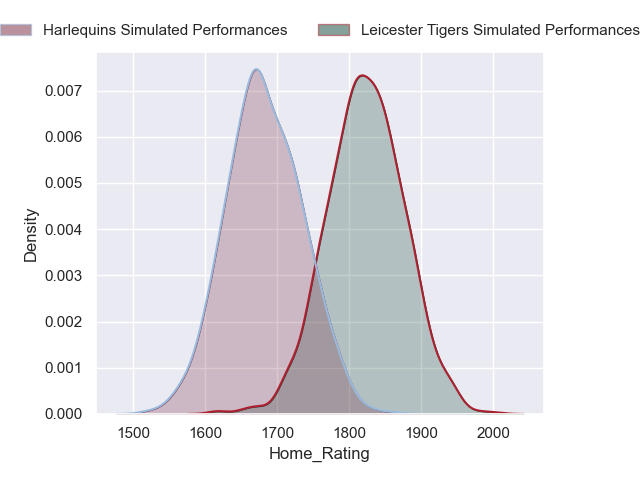 Harlequins Simulated Performances
Leicester Tigers Simulated Performances
0.007
0.006
0.005
0.004
0.003
0.002
0.001
0.000
Density
1500 1600 1700 1800 1900 2000
Home_Rating